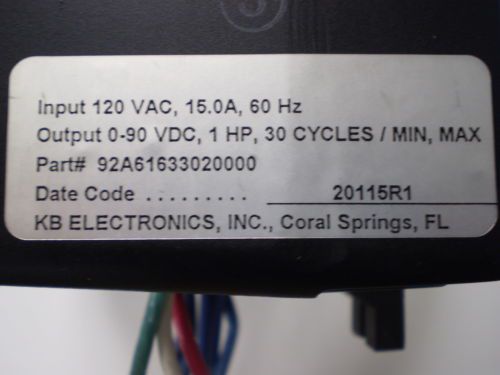 Input 120 VAC, 15.0A, 60 Hz
Output 0-90 VDC, 1 HP, 30 CYCLES / MIN, MAX
Part# 92A61633020000
Date Code . . . . . . . . . 20115R1
KB ELECTRONICS, INC., Coral Springs, FL